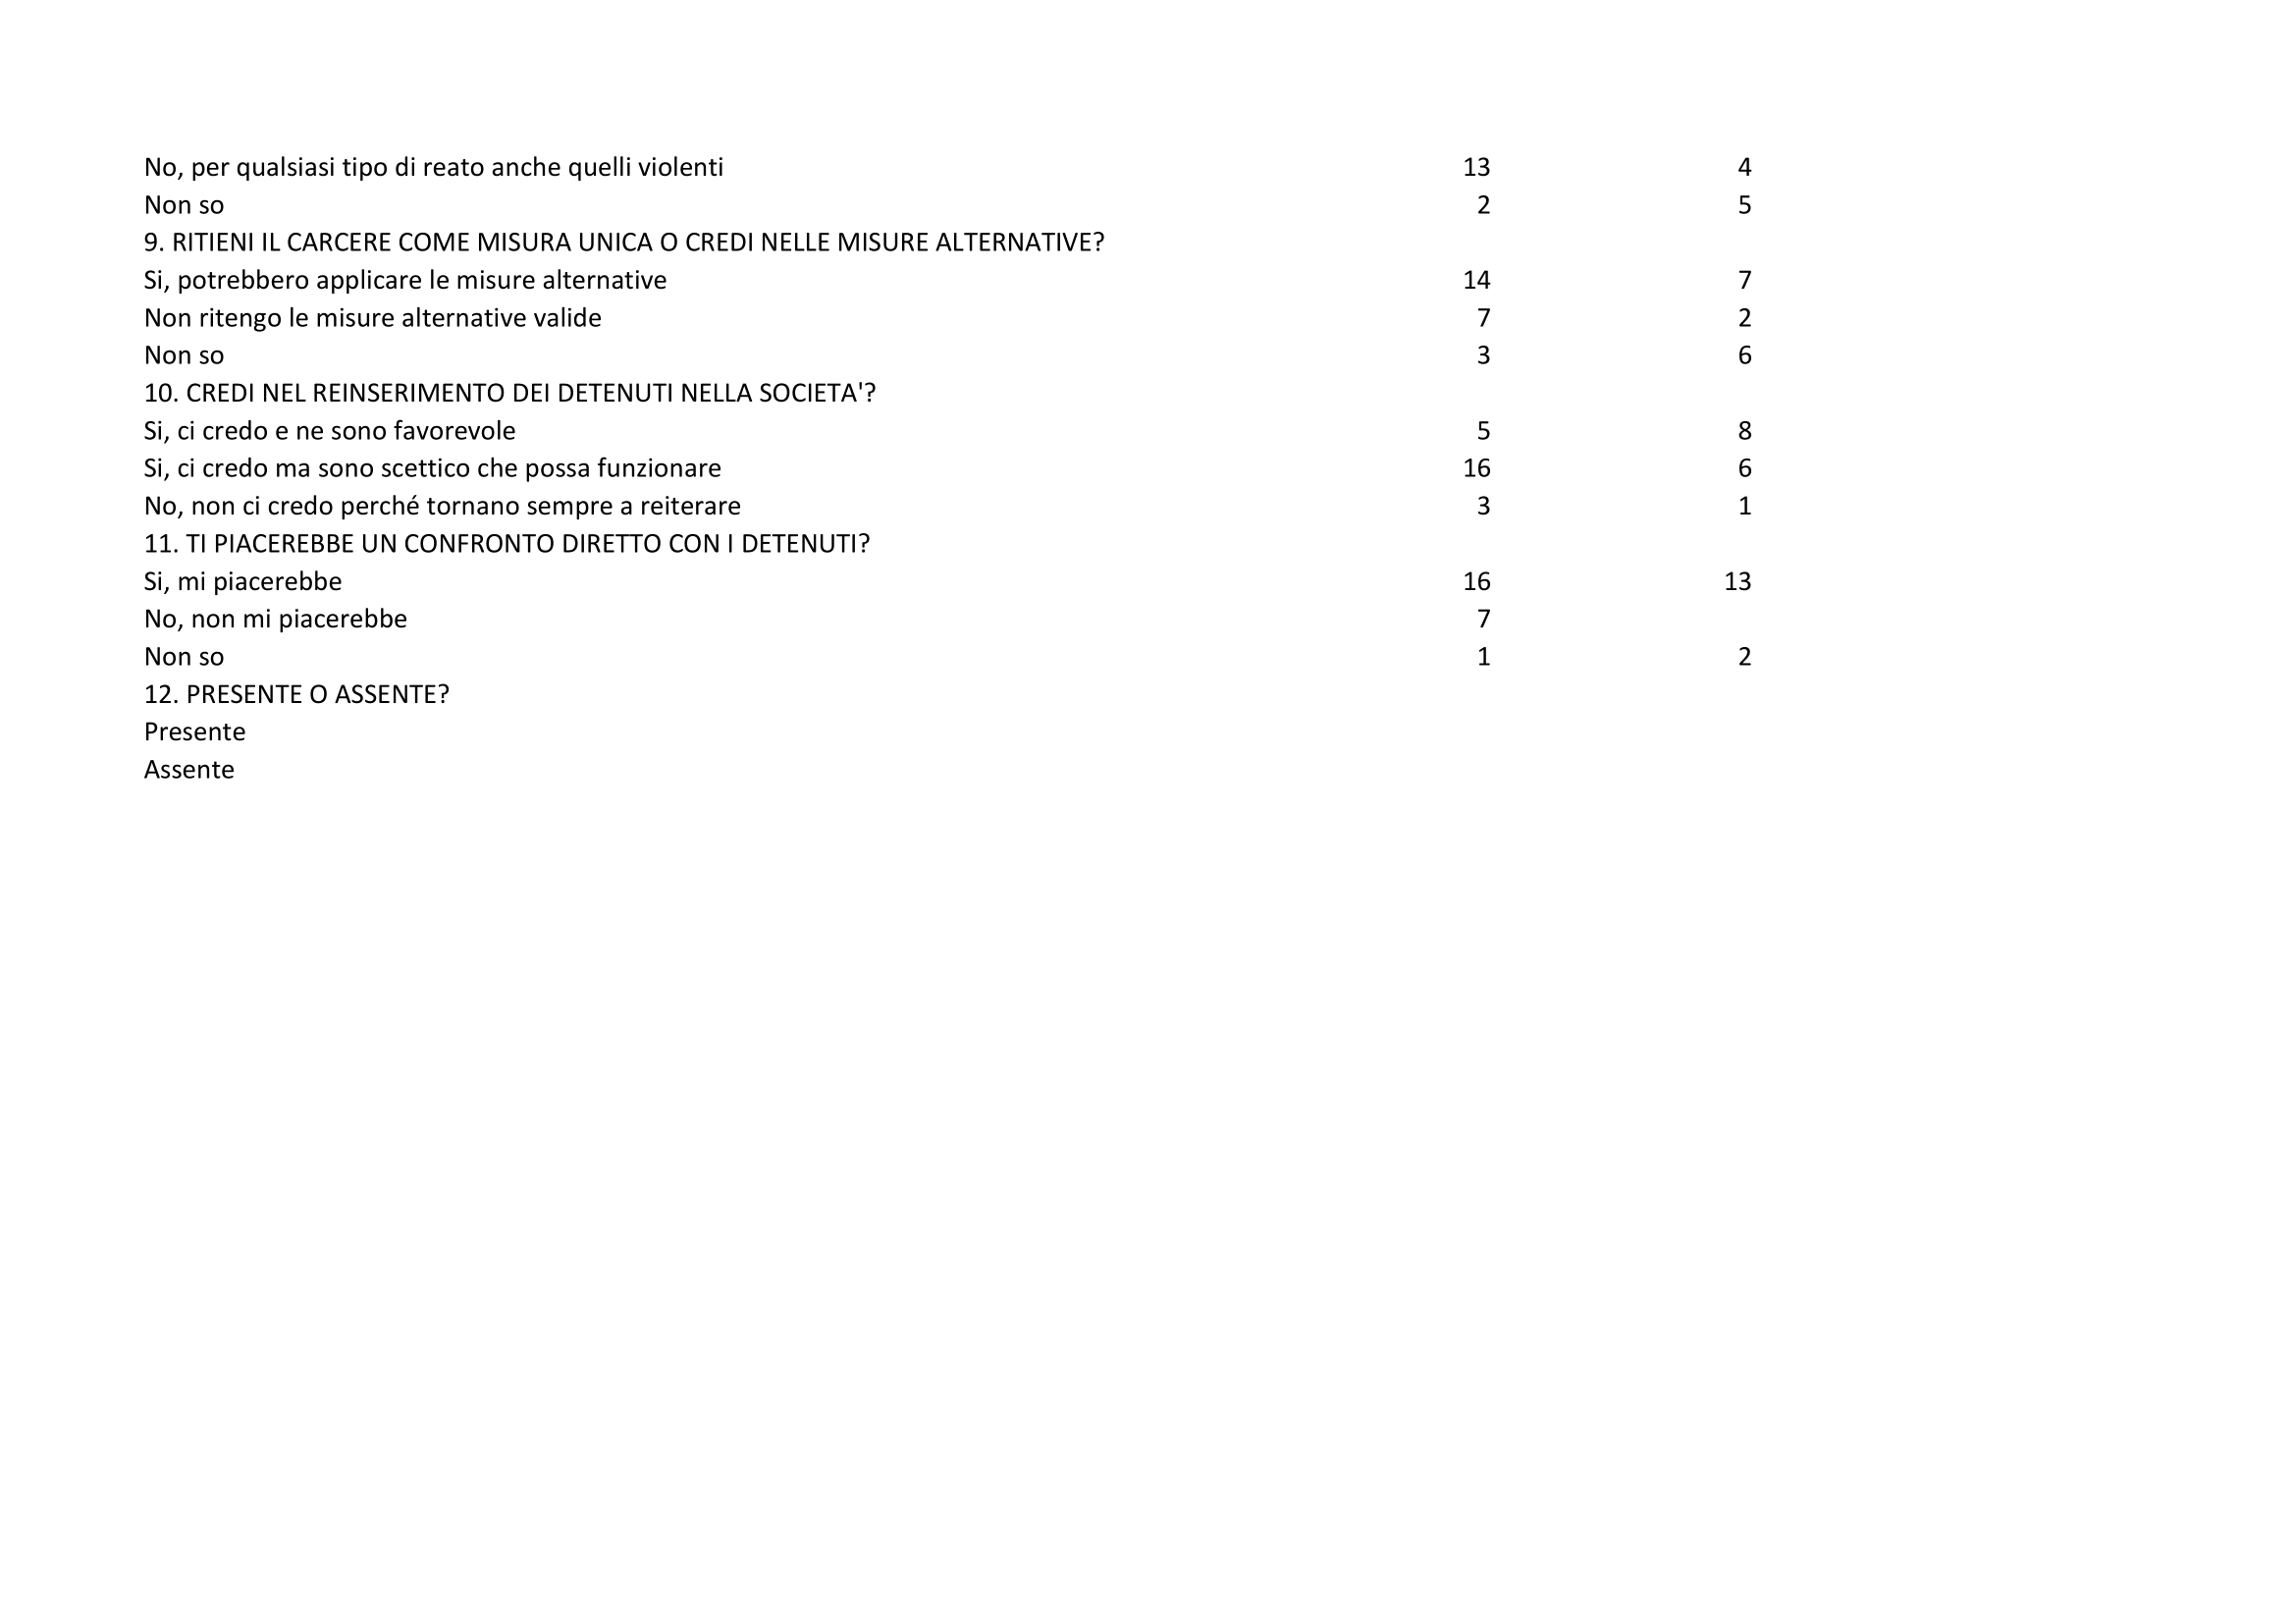 No, per qualsiasi tipo di reato anche quelli violenti 13 4
Non so 2 5
9. RITIENI IL CARCERE COME MISURA UNICA O CREDI NELLE MISURE ALTERNATIVE?
Si, potrebbero applicare le misure alternative 14 7
Non ritengo le misure alternative valide 7 2
Non so 3 6
10. CREDI NEL REINSERIMENTO DEI DETENUTI NELLA SOCIETA'?
Si, ci credo e ne sono favorevole 5 8
Si, ci credo ma sono scettico che possa funzionare 16 6
No, non ci credo perché tornano sempre a reiterare 3 1
11. TI PIACEREBBE UN CONFRONTO DIRETTO CON I DETENUTI?
Si, mi piacerebbe 16 13
No, non mi piacerebbe 7
Non so 1 2
12. PRESENTE O ASSENTE?
Presente
Assente